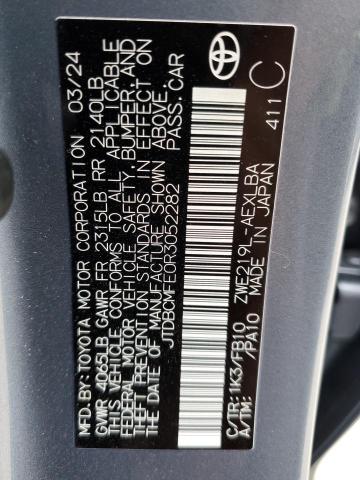 MFD.BY:TOYOTA MOTOR CORPORATION 03/24
GVWR 4065LB GAWR FR 2315LB RR 2140LB
THIS VEHICLE CONFORMS TO ALL APPLICABLE
FEDERAL MOTOR VEHICLE SAFETY,BUMPER,AND
THEFT PREVENTION STANDARDS IN EFFECT ON
THE DATE OF MANUFACTURE SHOWN ABOVE.
JTDBCMFE0R3052282 PASS.CAR
C/TR: 1K3/FB10 ZWE219L-AEXLBA
A/TM: -/PA10 MADE IN JAPAN
411 C
TOYOTA